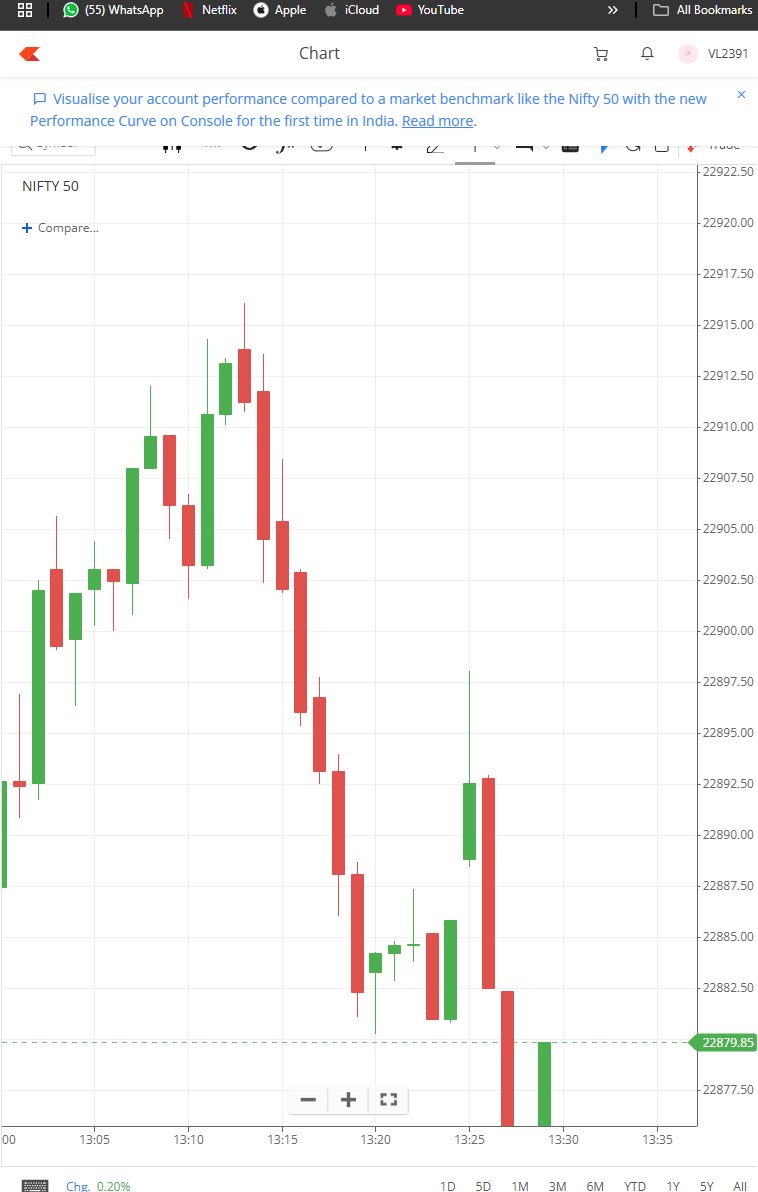 (55) WhatsApp Netflix Apple iCloud YouTube » All Bookmarks
Chart VL2391
Visualise your account performance compared to a market benchmark like the Nifty 50 with the new
Performance Curve on Console for the first time in India. Read more.
NIFTY 50
+ Compare...
22922.50
22920.00
22917.50
22915.00
22912.50
22910.00
22907.50
22905.00
22902.50
22900.00
22897.50
22895.00
22892.50
22890.00
22887.50
22885.00
22882.50
22879.85
22877.50
00 13:05 13:10 13:15 13:20 13:25 13:30 13:35
Chg. 0.20% 1D 5D 1M 3M 6M YTD 1Y 5Y All